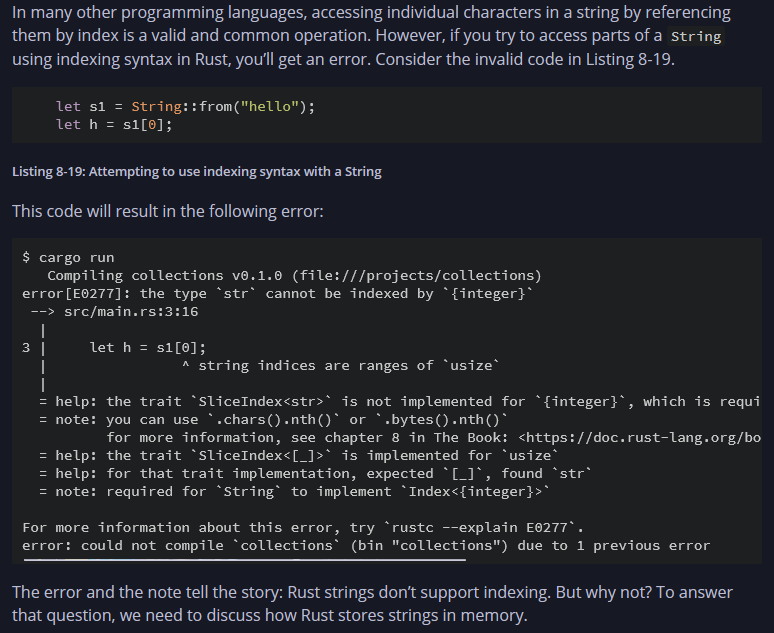 In many other programming languages, accessing individual characters in a string by referencing
them by index is a valid and common operation. However, if you try to access parts of a String
using indexing syntax in Rust, you’ll get an error. Consider the invalid code in Listing 8-19.
let s1 = String::from("hello");
let h = s1[0];
Listing 8-19: Attempting to use indexing syntax with a String
This code will result in the following error:
$ cargo run
   Compiling collections v0.1.0 (file:///projects/collections)
error[E0277]: the type `str` cannot be indexed by `{integer}`
 --> src/main.rs:3:16
  |
3 |     let h = s1[0];
  |                ^ string indices are ranges of `usize`
  |
  = help: the trait `SliceIndex<str>` is not implemented for `{integer}`, which is requi
  = note: you can use `.chars().nth()` or `.bytes().nth()`
          for more information, see chapter 8 in The Book: <https://doc.rust-lang.org/bo
  = help: the trait `SliceIndex<[_]>` is implemented for `usize`
  = help: for that trait implementation, expected `[_]`, found `str`
  = note: required for `String` to implement `Index<{integer}>`
For more information about this error, try `rustc --explain E0277`.
error: could not compile `collections` (bin "collections") due to 1 previous error
The error and the note tell the story: Rust strings don’t support indexing. But why not? To answer
that question, we need to discuss how Rust stores strings in memory.